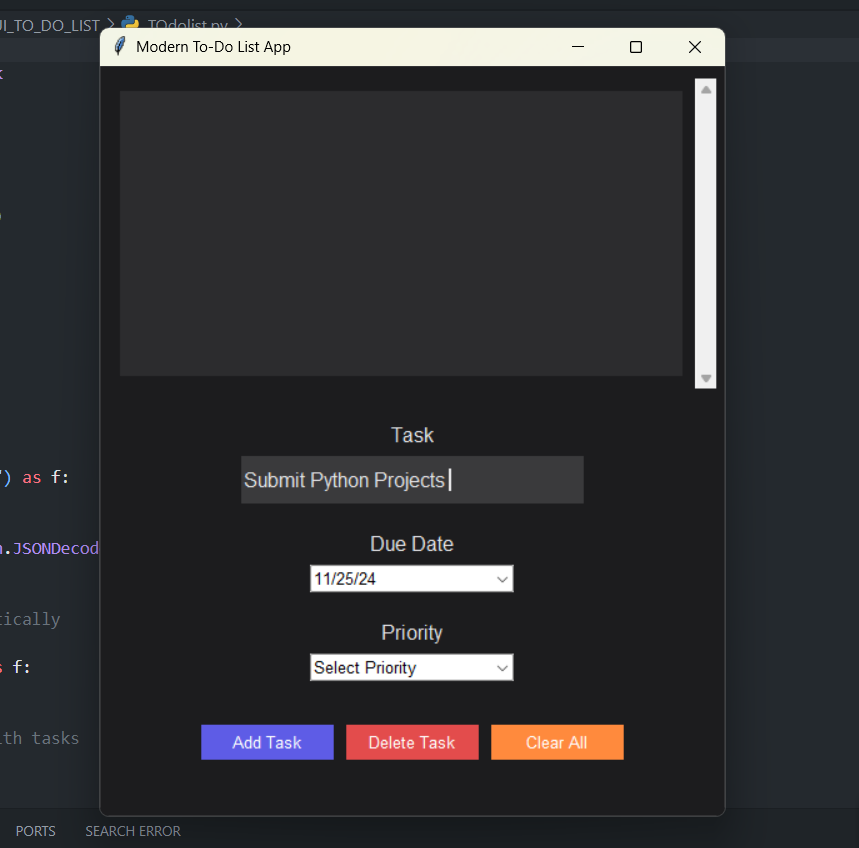 UI_TO_DO_LIST > TOdolist.py >
Modern To-Do List App
Task
Submit Python Projects
') as f:
Due Date
.JSONDecod
11/25/24
tically
Priority
f:
Select Priority
ith tasks
Add Task Delete Task Clear All
PORTS SEARCH ERROR